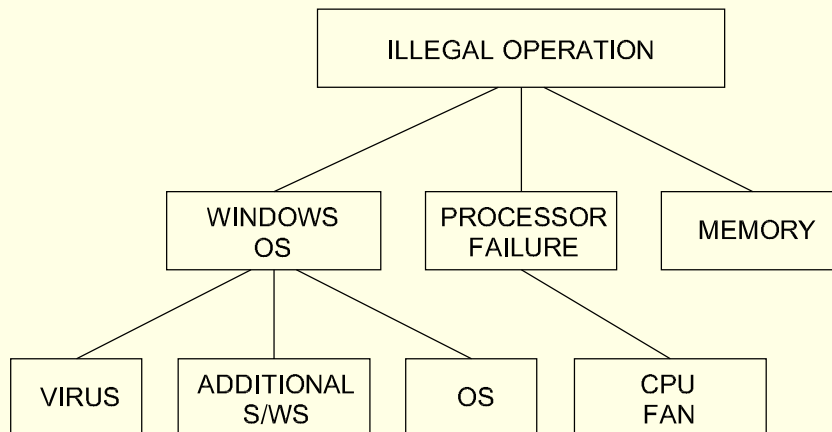 ILLEGAL OPERATION
WINDOWS
OS
PROCESSOR
FAILURE
MEMORY
VIRUS
ADDITIONAL
S/WS
OS
CPU
FAN